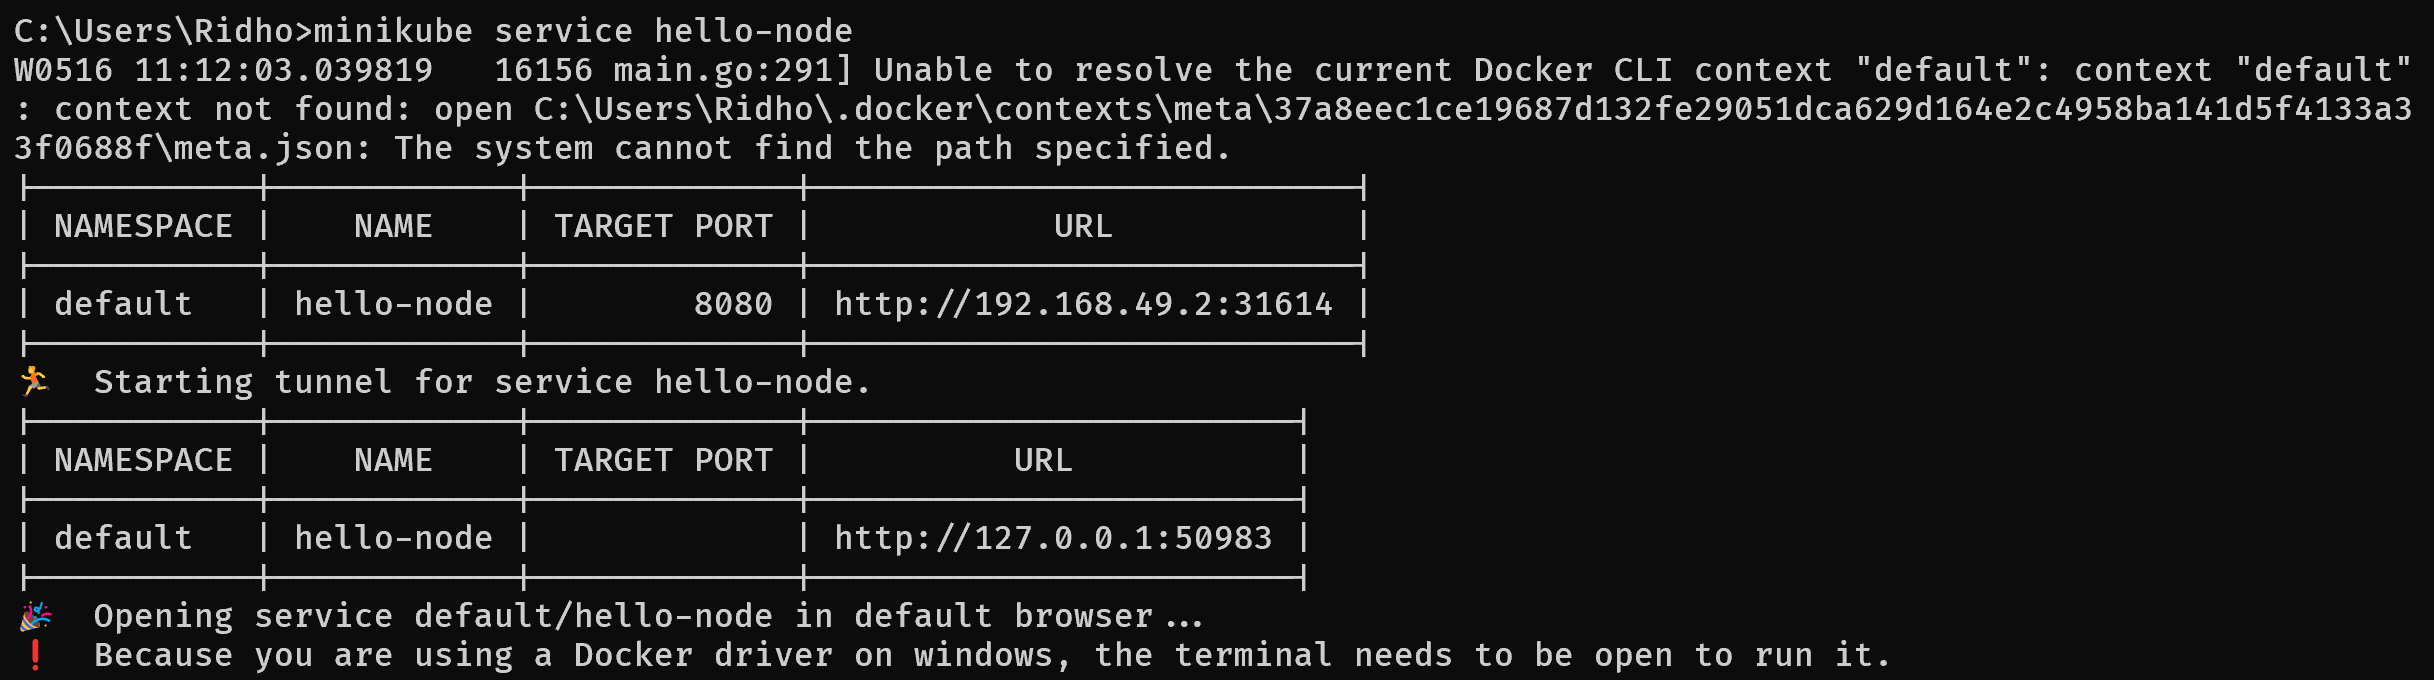 C:\Users\Ridho>minikube service hello-node
W0516 11:12:03.039819   16156 main.go:291] Unable to resolve the current Docker CLI context "default": context "default"
: context not found: open C:\Users\Ridho\.docker\contexts\meta\37a8eec1ce19687d132fe29051dca629d164e2c4958ba141d5f4133a3
3f0688f\meta.json: The system cannot find the path specified.
|-----------|------------|-------------|---------------------------|
| NAMESPACE |    NAME    | TARGET PORT |            URL            |
|-----------|------------|-------------|---------------------------|
| default   | hello-node |        8080 | http://192.168.49.2:31614 |
|-----------|------------|-------------|---------------------------|
🏃  Starting tunnel for service hello-node.
|-----------|------------|-------------|------------------------|
| NAMESPACE |    NAME    | TARGET PORT |          URL           |
|-----------|------------|-------------|------------------------|
| default   | hello-node |             | http://127.0.0.1:50983 |
|-----------|------------|-------------|------------------------|
🎉  Opening service default/hello-node in default browser...
❗  Because you are using a Docker driver on windows, the terminal needs to be open to run it.